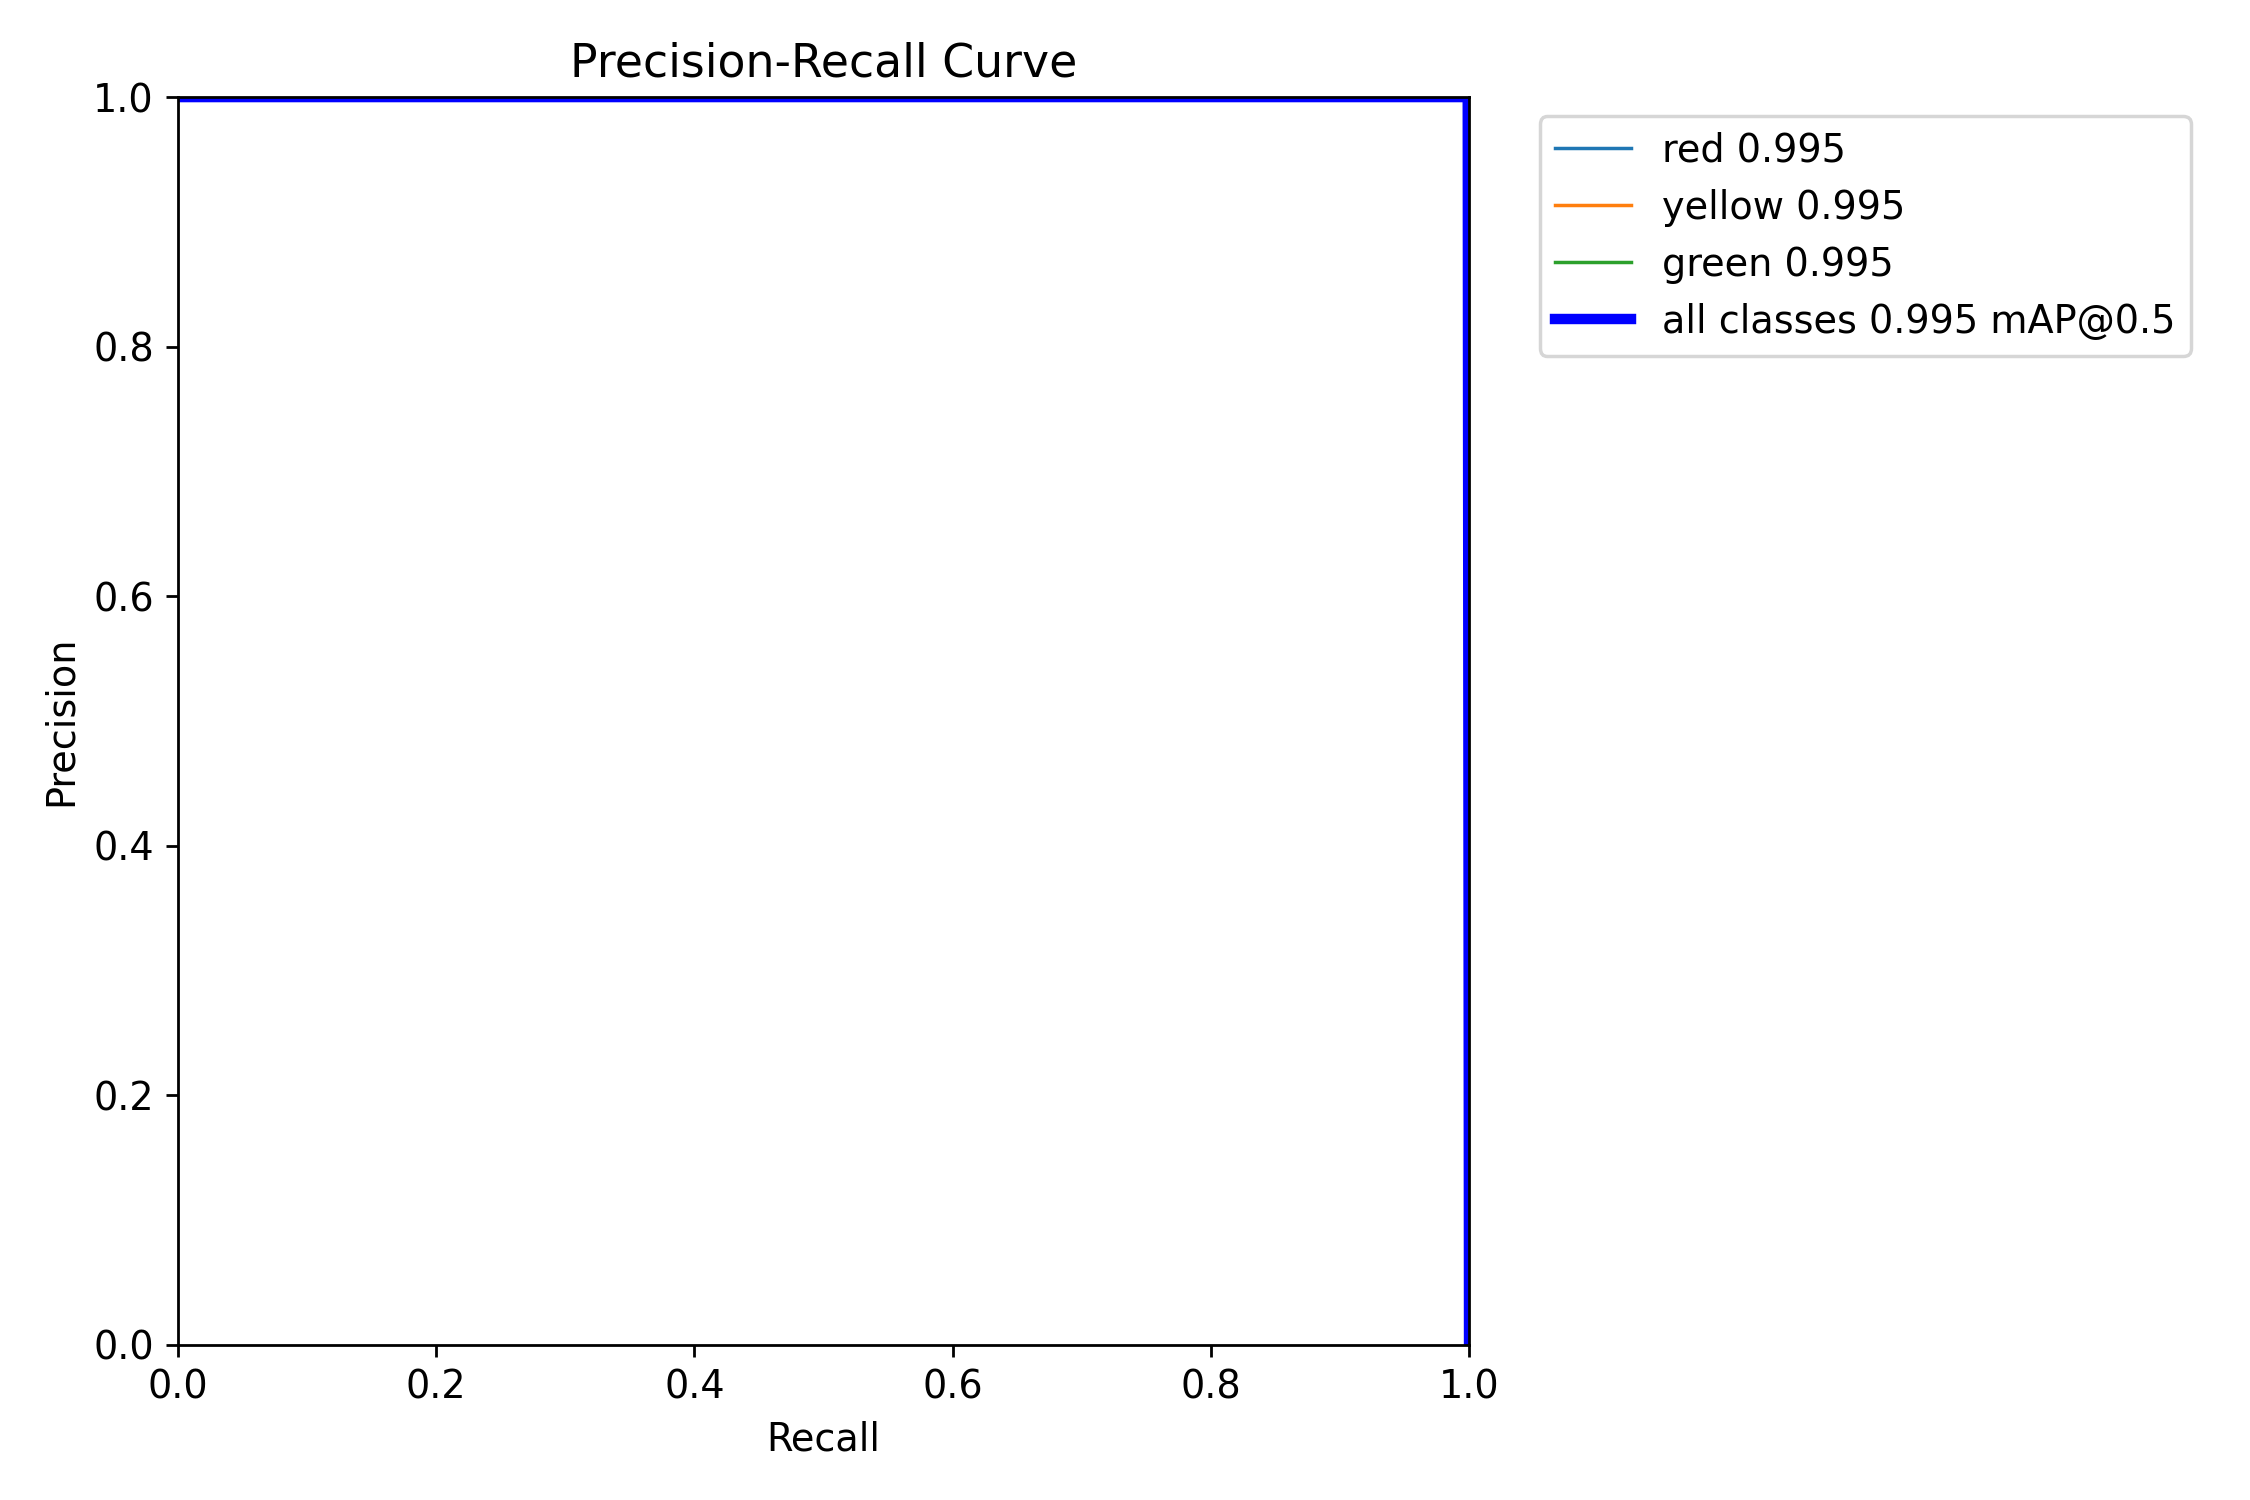 Precision-Recall Curve
1.0
0.8
0.6
0.4
0.2
0.0
Precision
0.0 0.2 0.4 0.6 0.8 1.0
Recall
red 0.995
yellow 0.995
green 0.995
all classes 0.995 mAP@0.5